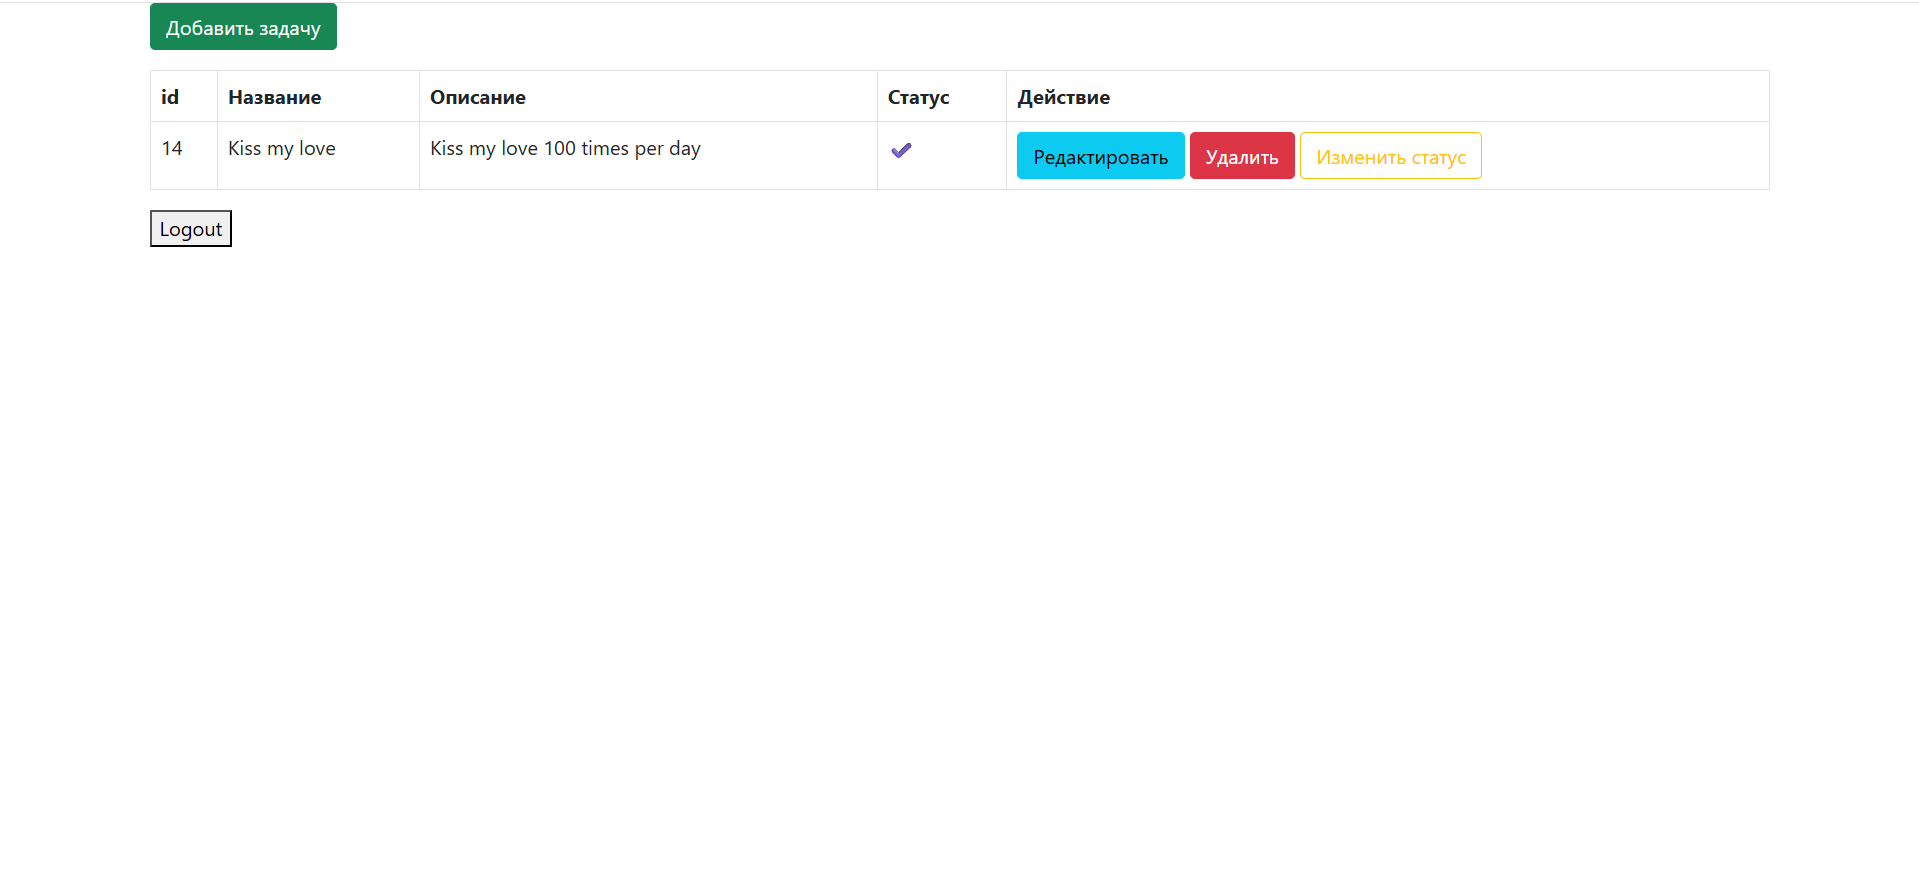 Добавить задачу
id Название Описание Статус Действие
14 Kiss my love Kiss my love 100 times per day ✔ Редактировать Удалить Изменить статус
Logout